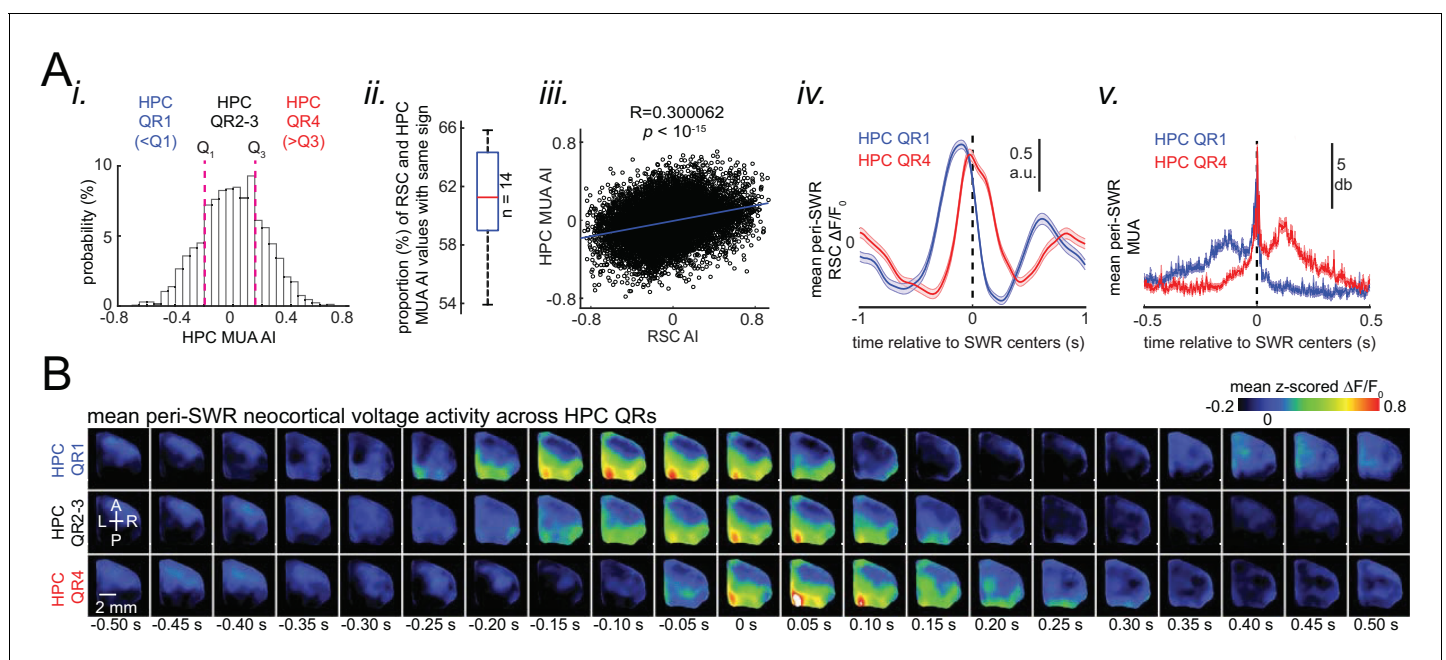 A
i.
HPC QR1 (<Q1)
HPC QR2-3
HPC QR4 (>Q3)
Q1
Q3
probability (%)
10
5
0
-0.8
-0.4
0
0.4
0.8
HPC MUA AI
ii.
proportion (%) of RSC and HPC
MUA AI values with same sign
66
62
58
54
n = 14
iii.
R=0.300062
p < 10-15
HPC MUA AI
0.8
0
-0.8
-0.8
0
0.8
RSC AI
iv.
HPC QR1
HPC QR4
0.5
a.u.
mean peri-SWR
RSC ΔF/F0
0
-1
0
1
time relative to SWR centers (s)
v.
HPC QR1
HPC QR4
5
db
mean peri-SWR
MUA
-0.5
0
0.5
time relative to SWR centers (s)
B
mean peri-SWR neocortical voltage activity across HPC QRs
mean z-scored ΔF/F0
-0.2
0
0.8
HPC
QR1
HPC
QR2-3
A
L R
P
HPC
QR4
2 mm
-0.50 s -0.45 s -0.40 s -0.35 s -0.30 s -0.25 s -0.20 s -0.15 s -0.10 s -0.05 s 0 s 0.05 s 0.10 s 0.15 s 0.20 s 0.25 s 0.30 s 0.35 s 0.40 s 0.45 s 0.50 s